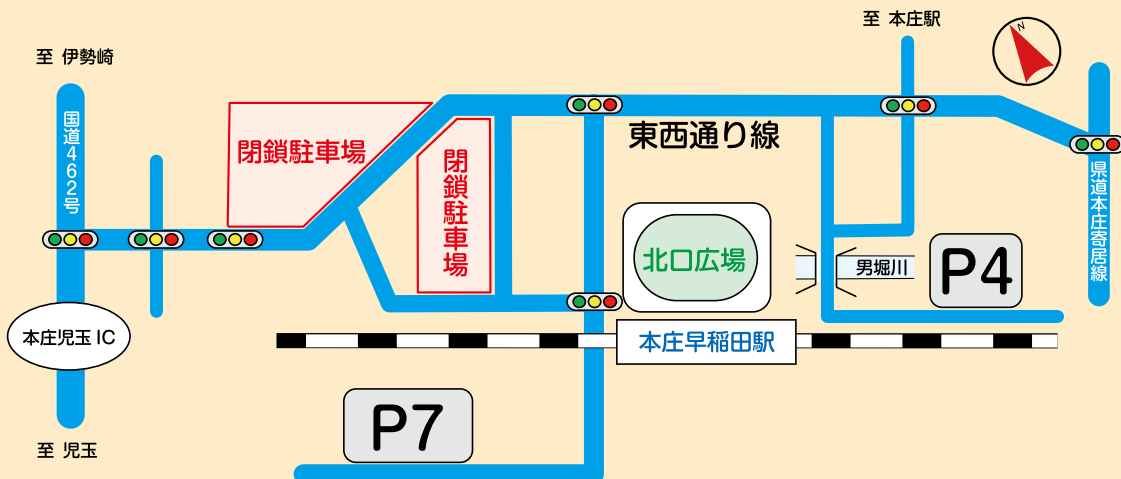 至 本庄駅
N
至 伊勢崎
国道462号
閉鎖駐車場
閉鎖駐車場
東西通り線
県道本庄寄居線
北口広場
男堀川
P4
本庄児玉 IC
本庄早稲田駅
P7
至 児玉